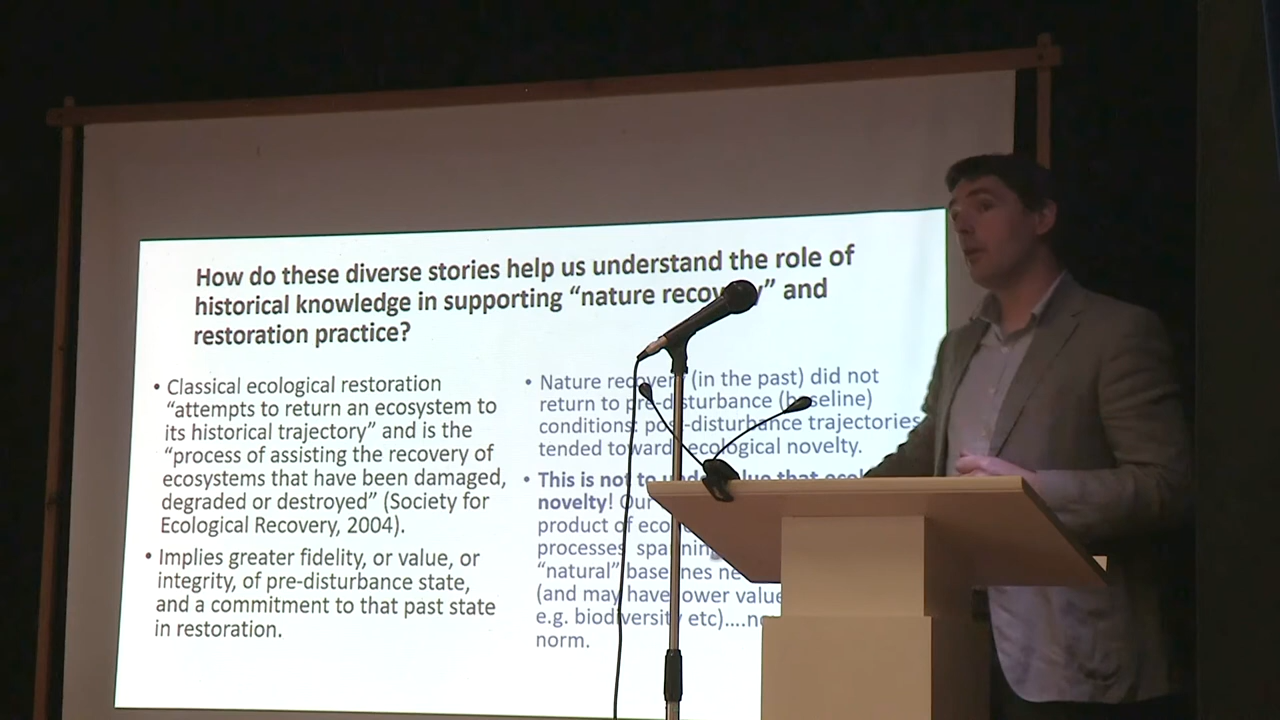 How do these diverse stories help us understand the role of
historical knowledge in supporting “nature recovery” and
restoration practice?
• Classical ecological restoration
“attempts to return an ecosystem to
its historical trajectory” and is the
“process of assisting the recovery of
ecosystems that have been damaged,
degraded or destroyed” (Society for
Ecological Recovery, 2004).
• Implies greater fidelity, or value, or
integrity, of pre-disturbance state,
and a commitment to that past state
in restoration.
• Nature recovery (in the past) did not
return to pre-disturbance (baseline)
conditions: post-disturbance trajectories
tended toward ecological novelty.
• This is not to undervalue that
novelty! Our
product of
processes spanning
“natural” baselines
(and may have lower value
e.g. biodiversity etc)....
norm.